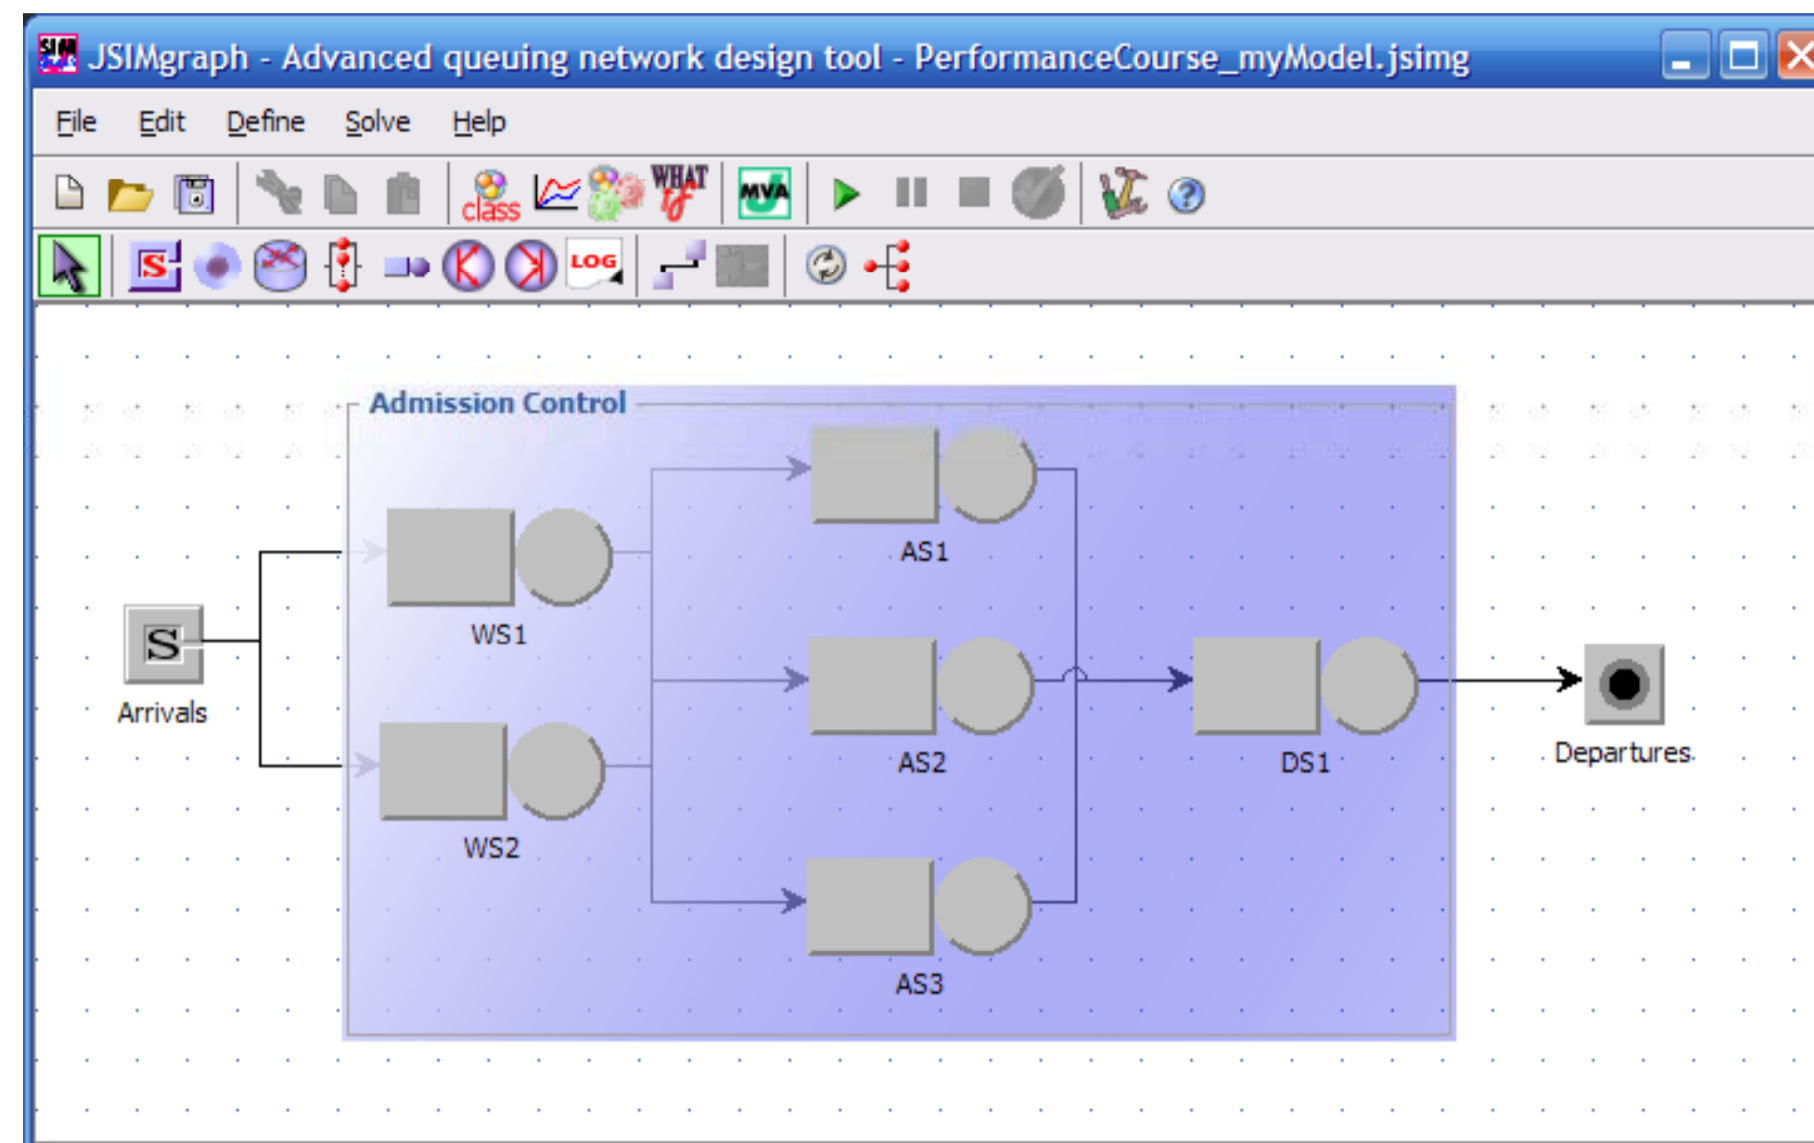 SIM JSIMgraph - Advanced queuing network design tool - PerformanceCourse_myModel.jsimg
File Edit Define Solve Help
class WHAT if MVA
S LOG
Admission Control
AS1
WS1
S
Arrivals
Departures
AS2
DS1
WS2
AS3